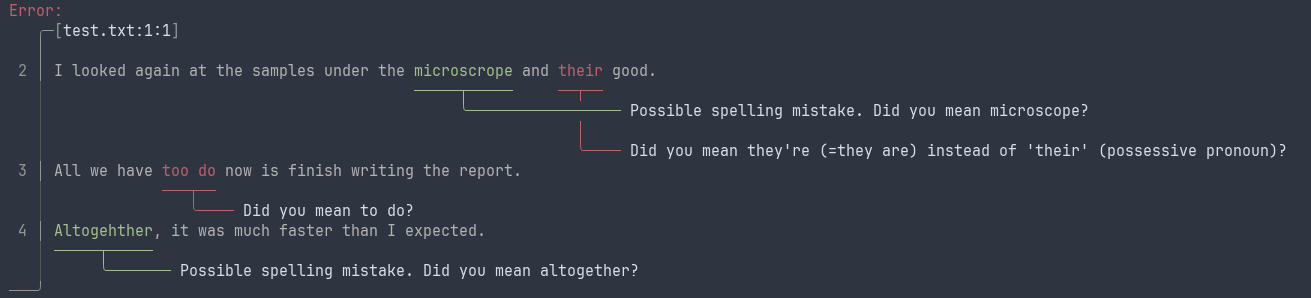 Error:
[test.txt:1:1]
2 I looked again at the samples under the microscrope and their good.
Possible spelling mistake. Did you mean microscope?
Did you mean they're (=they are) instead of 'their' (possessive pronoun)?
3 All we have too do now is finish writing the report.
Did you mean to do?
4 Altogehther, it was much faster than I expected.
Possible spelling mistake. Did you mean altogether?